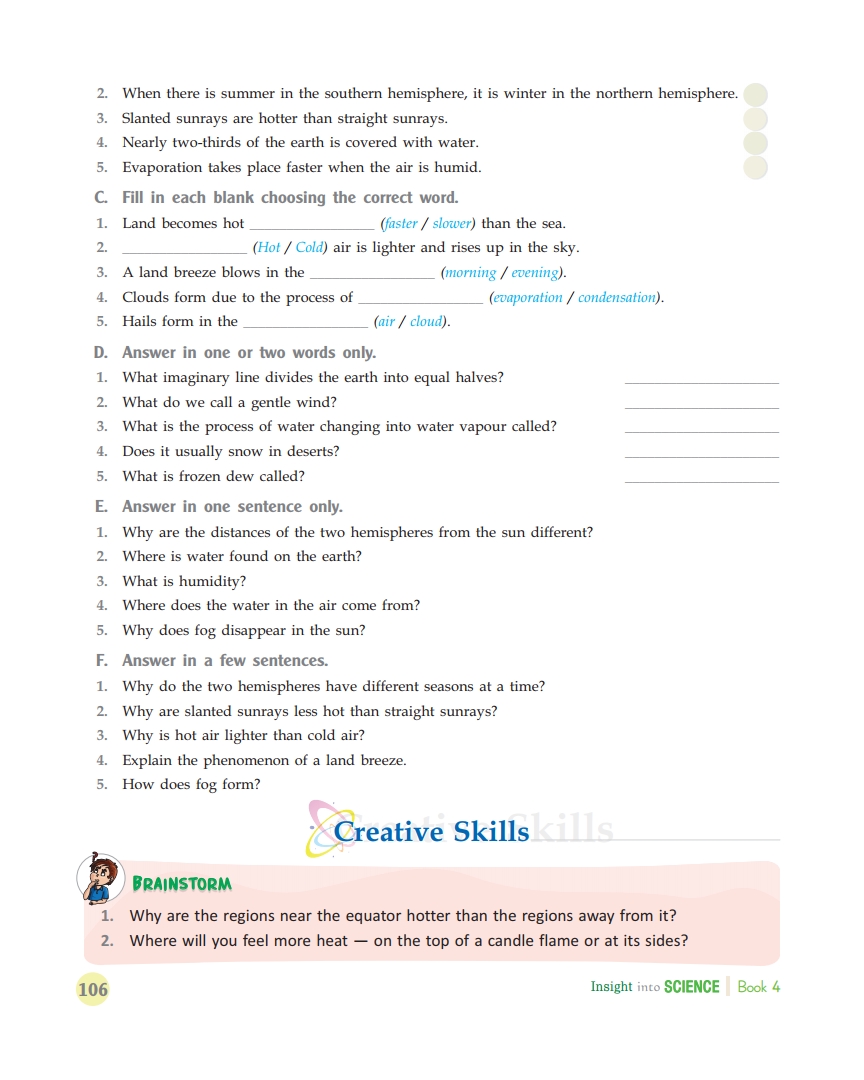 2. When there is summer in the southern hemisphere, it is winter in the northern hemisphere.
3. Slanted sunrays are hotter than straight sunrays.
4. Nearly two-thirds of the earth is covered with water.
5. Evaporation takes place faster when the air is humid.
C. Fill in each blank choosing the correct word.
1. Land becomes hot ________________ (faster / slower) than the sea.
2. ________________ (Hot / Cold) air is lighter and rises up in the sky.
3. A land breeze blows in the ________________ (morning / evening).
4. Clouds form due to the process of ________________ (evaporation / condensation).
5. Hails form in the ________________ (air / cloud).
D. Answer in one or two words only.
1. What imaginary line divides the earth into equal halves? ____________________
2. What do we call a gentle wind? ____________________
3. What is the process of water changing into water vapour called? ____________________
4. Does it usually snow in deserts? ____________________
5. What is frozen dew called? ____________________
E. Answer in one sentence only.
1. Why are the distances of the two hemispheres from the sun different?
2. Where is water found on the earth?
3. What is humidity?
4. Where does the water in the air come from?
5. Why does fog disappear in the sun?
F. Answer in a few sentences.
1. Why do the two hemispheres have different seasons at a time?
2. Why are slanted sunrays less hot than straight sunrays?
3. Why is hot air lighter than cold air?
4. Explain the phenomenon of a land breeze.
5. How does fog form?
Creative Skills
BRAINSTORM
1. Why are the regions near the equator hotter than the regions away from it?
2. Where will you feel more heat — on the top of a candle flame or at its sides?
106
Insight into SCIENCE Book 4